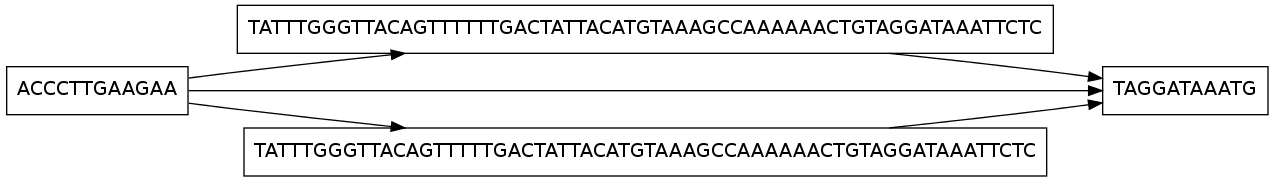 TATTTGGGTTACAGTTTTTTGACTATTACATGTAAAGCCAAAAAACTGTAGGATAAATTCTC
ACCCTTGAAGAA
TAGGATAAATG
TATTTGGGTTACAGTTTTTGACTATTACATGTAAAGCCAAAAAACTGTAGGATAAATTCTC